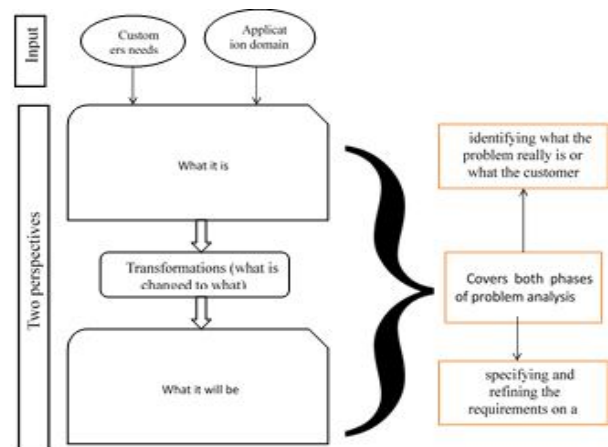 Input
Custom
ers needs
Applicat
ion domain
Two perspectives
What it is
Transformations (what is
changed to what)
What it will be
identifying what the
problem really is or
what the customer
Covers both phases
of problem analysis
specifying and
refining the
requirements on a